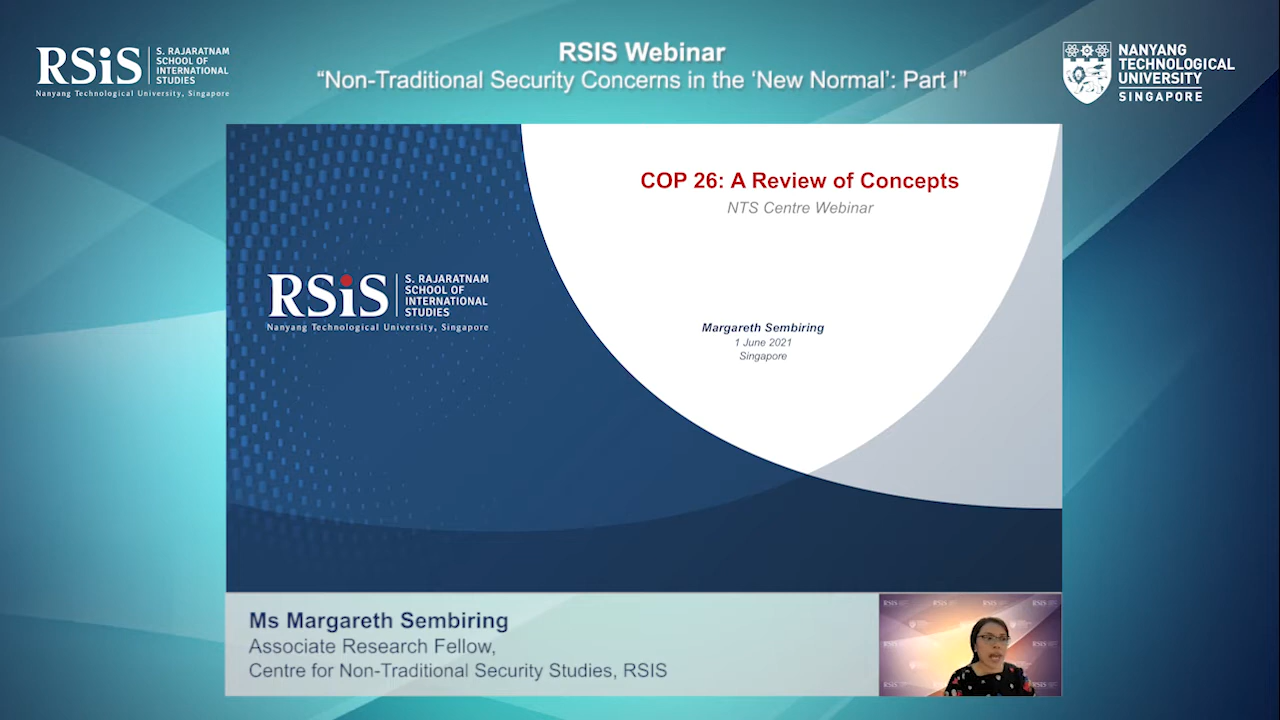 RSiS
S. RAJARATNAM
SCHOOL OF
INTERNATIONAL
STUDIES
Nanyang Technological University, Singapore
RSIS Webinar
“Non-Traditional Security Concerns in the ‘New Normal’: Part I”
NANYANG
TECHNOLOGICAL
UNIVERSITY
SINGAPORE
COP 26: A Review of Concepts
NTS Centre Webinar
RSiS
S. RAJARATNAM
SCHOOL OF
INTERNATIONAL
STUDIES
Nanyang Technological University, Singapore
Margareth Sembiring
1 June 2021
Singapore
Ms Margareth Sembiring
Associate Research Fellow,
Centre for Non-Traditional Security Studies, RSIS